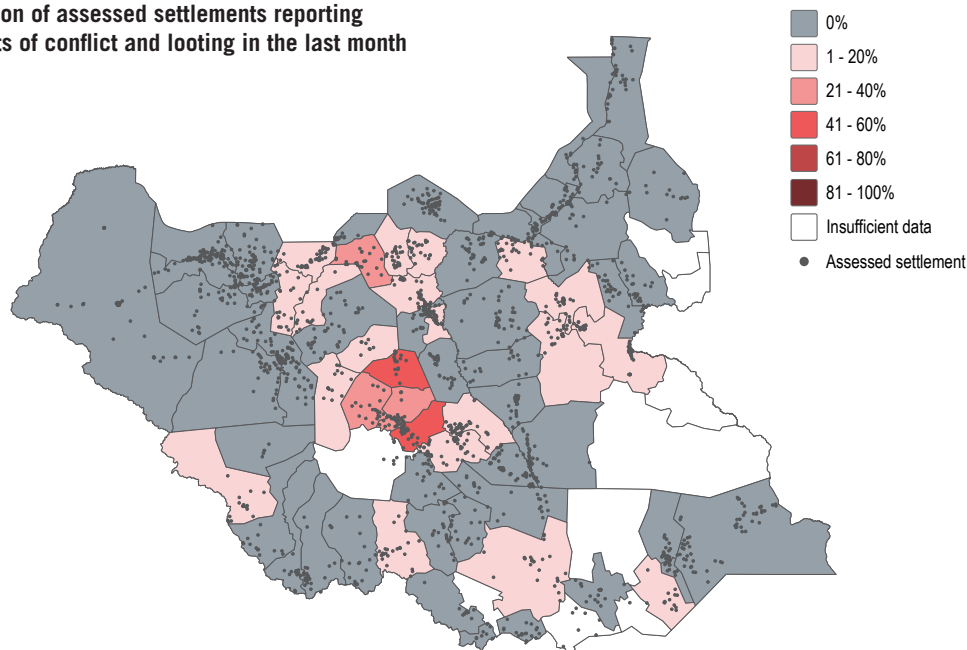 of assessed settlements reporting
of conflict and looting in the last month
0%
1 - 20%
21 - 40%
41 - 60%
61 - 80%
81 - 100%
Insufficient data
Assessed settlement